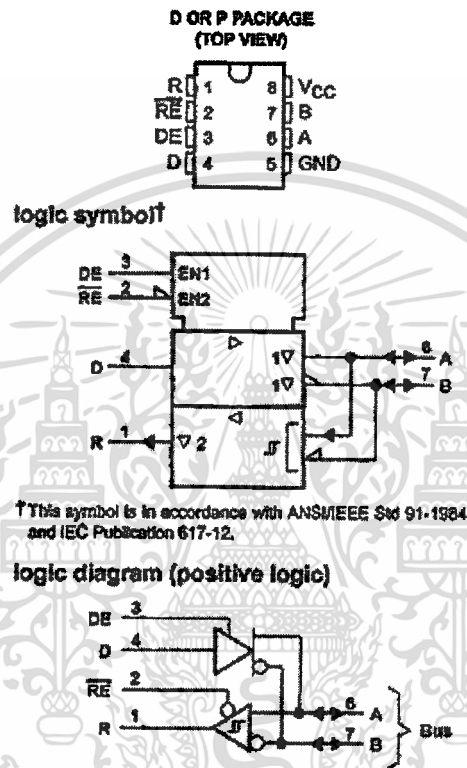 D OR P PACKAGE
(TOP VIEW)
R 1 8 VCC
RE 2 7 B
DE 3 6 A
D 4 5 GND
logic symbol†
DE 3 EN1
RE 2 EN2
D 4 1 6 A
1 7 B
R 1 2
†This symbol is in accordance with ANSI/IEEE Std 91-1984
and IEC Publication 617-12.
logic diagram (positive logic)
DE 3
D 4
RE 2
R 1
6 A
7 B
Bus